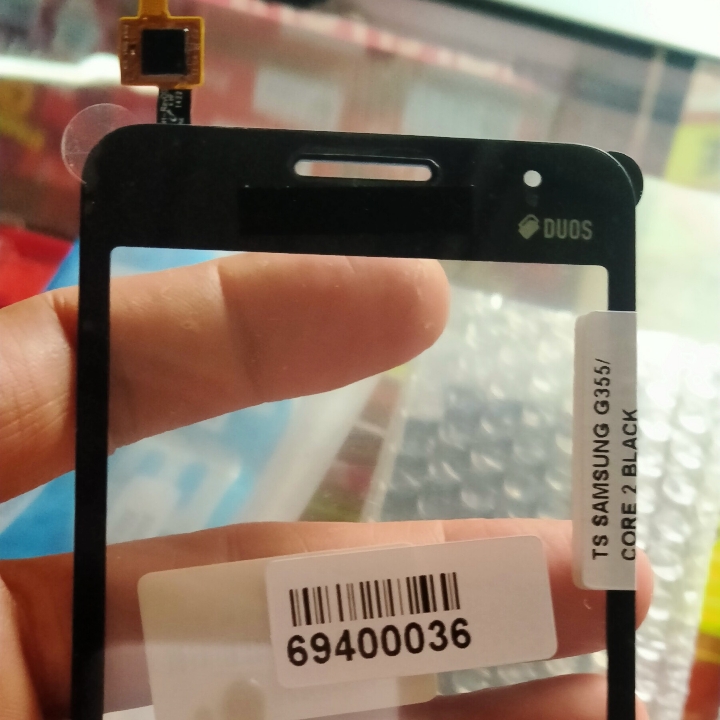 DUOS
TS SAMSUNG G355/
CORE 2 BLACK
69400036